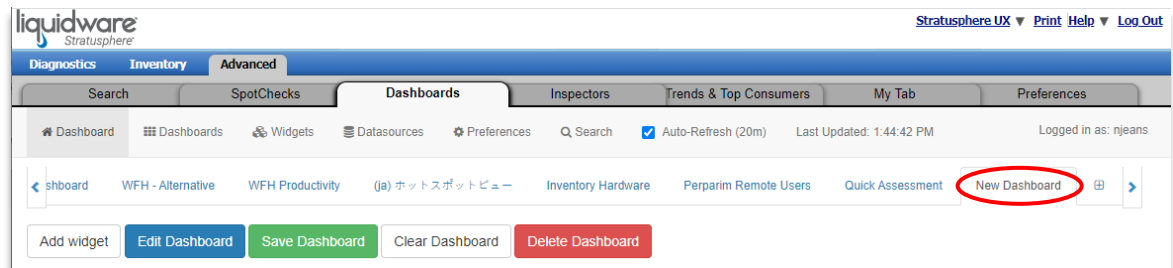 liquidware
Stratusphere
Stratusphere UX ▼ Print Help ▼ Log Out
Diagnostics Inventory Advanced
Search SpotChecks Dashboards Inspectors Trends & Top Consumers My Tab Preferences
Dashboard Dashboards Widgets Datasources Preferences Search Auto-Refresh (20m) Last Updated: 1:44:42 PM Logged in as: njeans
shboard WFH - Alternative WFH Productivity (ja) ホットスポットビュー Inventory Hardware Perparim Remote Users Quick Assessment New Dashboard
Add widget Edit Dashboard Save Dashboard Clear Dashboard Delete Dashboard